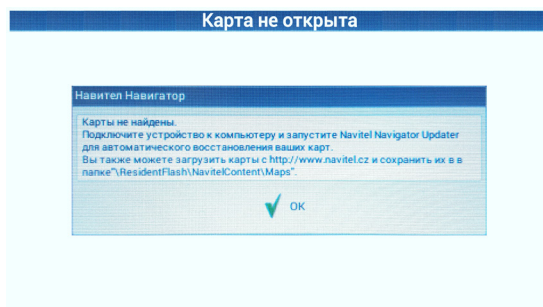 Карта не открыта
Навител Навигатор
Карты не найдены.
Подключите устройство к компьютеру и запустите Navitel Navigator Updater
для автоматического восстановления ваших карт.
Вы также можете загрузить карты с http://www.navitel.cz и сохранить их в в
папке"\ResidentFlash\NavitelContent\Maps".
OK